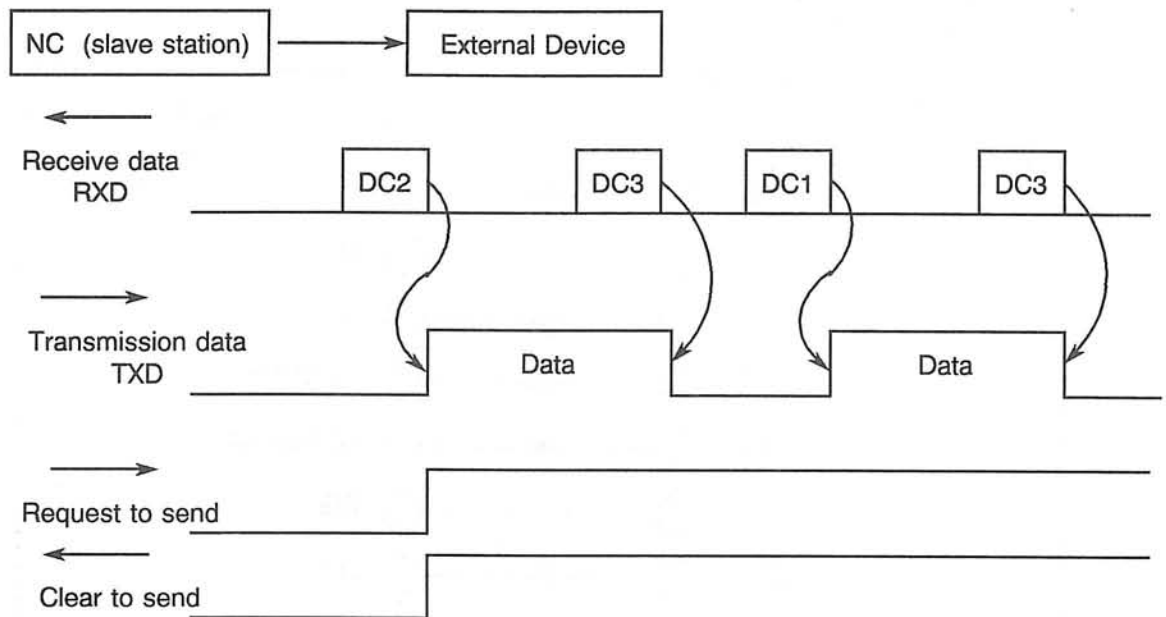 NC (slave station)
External Device
Receive data
RXD
DC2
DC3
DC1
DC3
Transmission data
TXD
Data
Data
Request to send
Clear to send